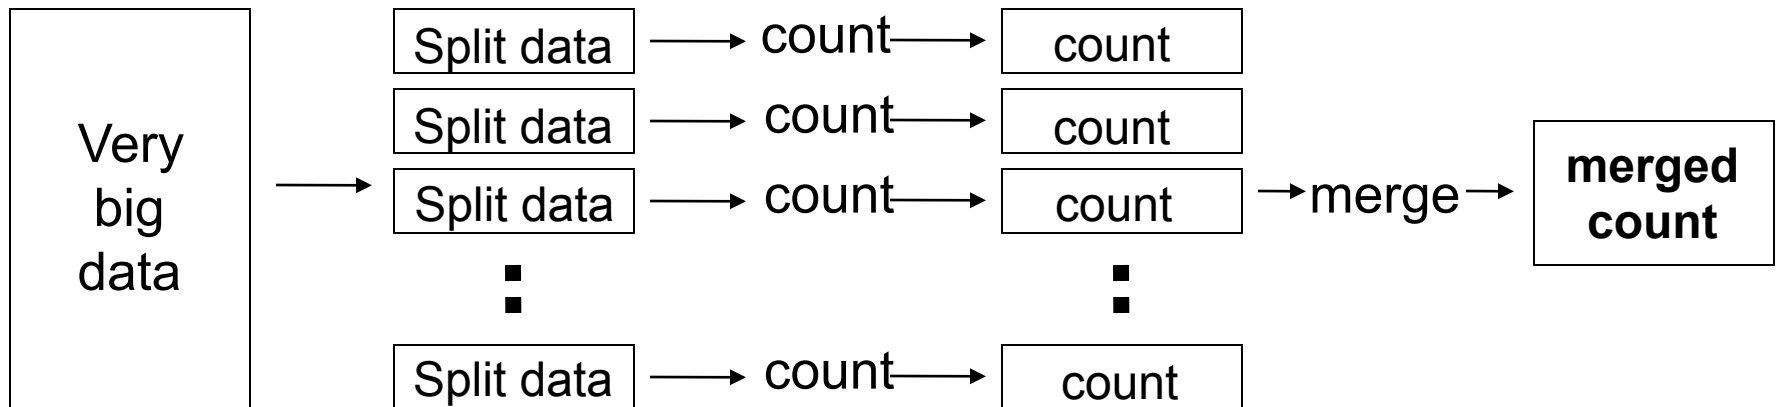 Very
big
data
Split data count count
Split data count count
Split data count count
Split data count count
merge
merged
count